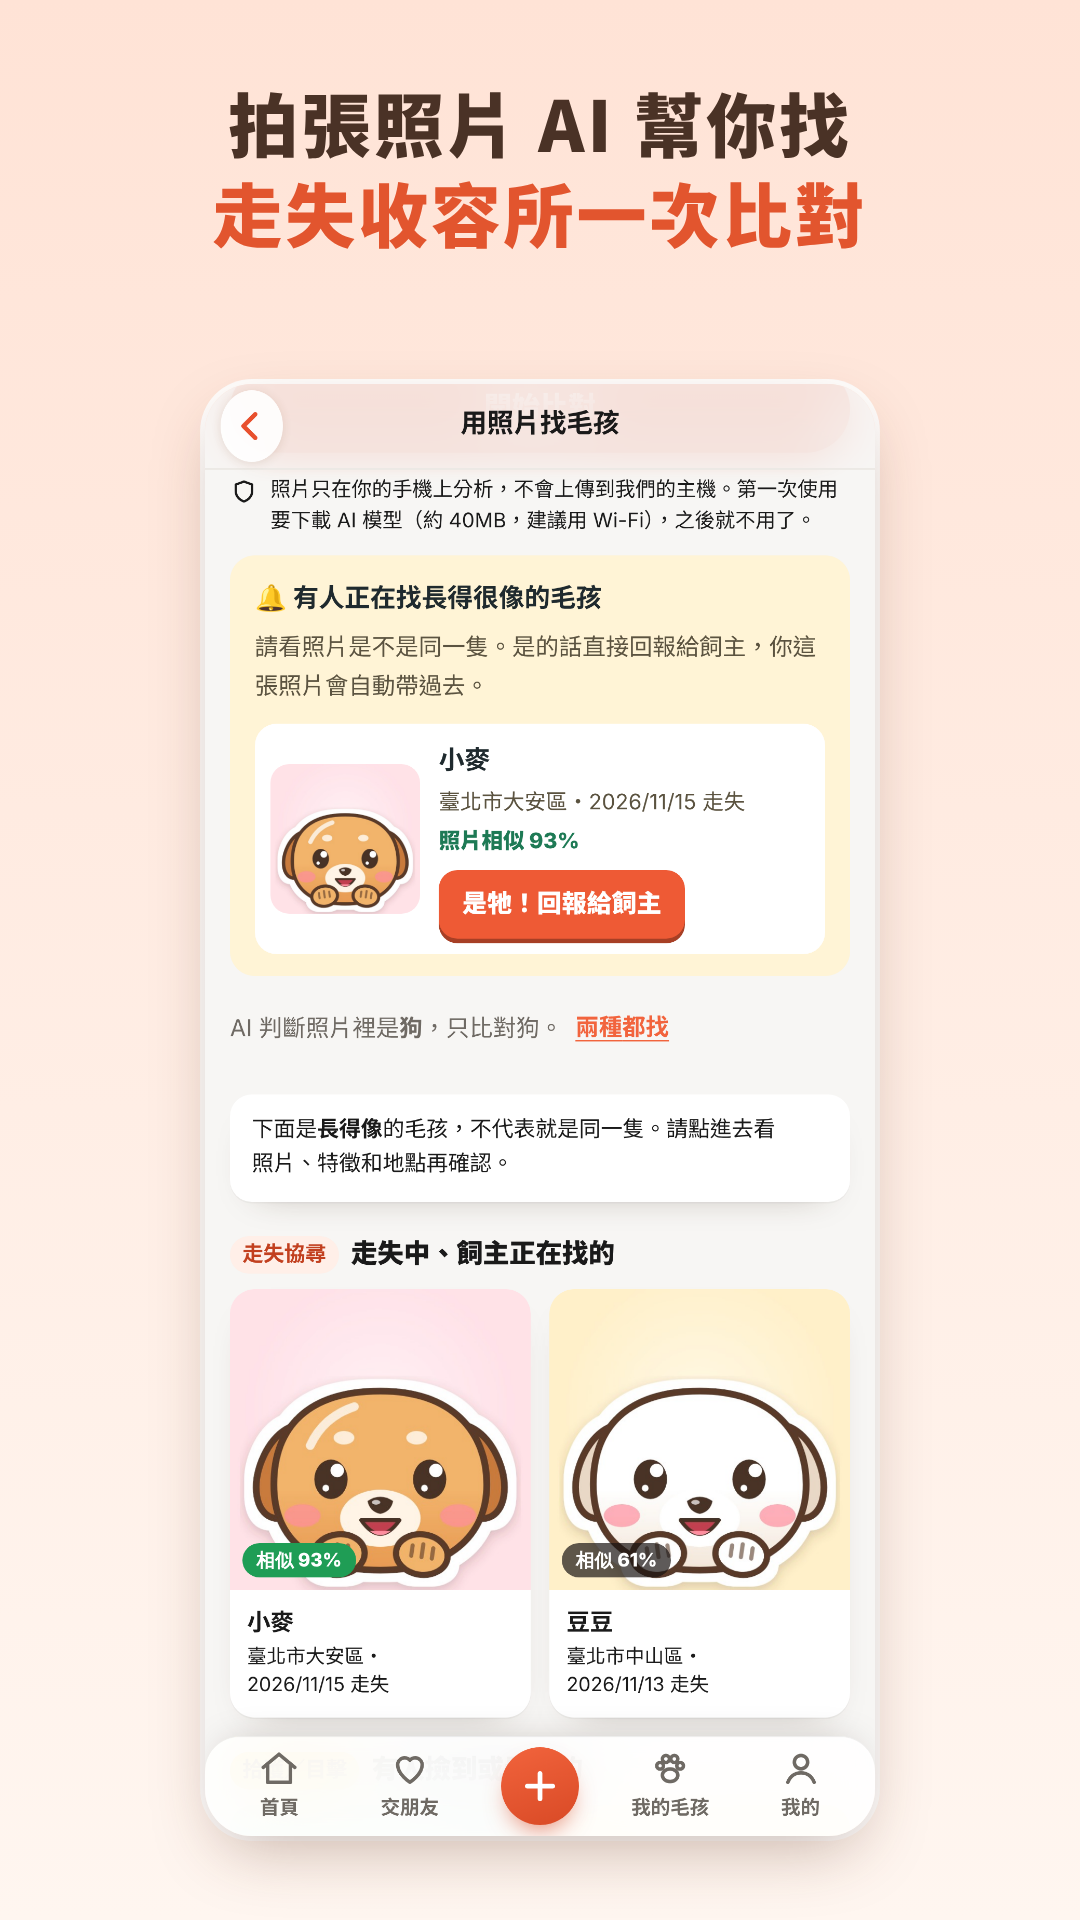 拍張照片 AI 幫你找
走失收容所一次比對
用照片找毛孩
照片只在你的手機上分析，不會上傳到我們的主機。第一次使用
要下載 AI 模型（約 40MB，建議用 Wi-Fi），之後就不用了。
🔔 有人正在找長得很像的毛孩
請看照片是不是同一隻。是的話直接回報給飼主，你這
張照片會自動帶過去。
小麥
臺北市大安區・2026/11/15 走失
照片相似 93%
是牠！回報給飼主
AI 判斷照片裡是狗，只比對狗。 兩種都找
下面是長得像的毛孩，不代表就是同一隻。請點進去看
照片、特徵和地點再確認。
走失協尋 走失中、飼主正在找的
相似 93%
小麥
臺北市大安區・
2026/11/15 走失
相似 61%
豆豆
臺北市中山區・
2026/11/13 走失
首頁
交朋友
我的毛孩
我的